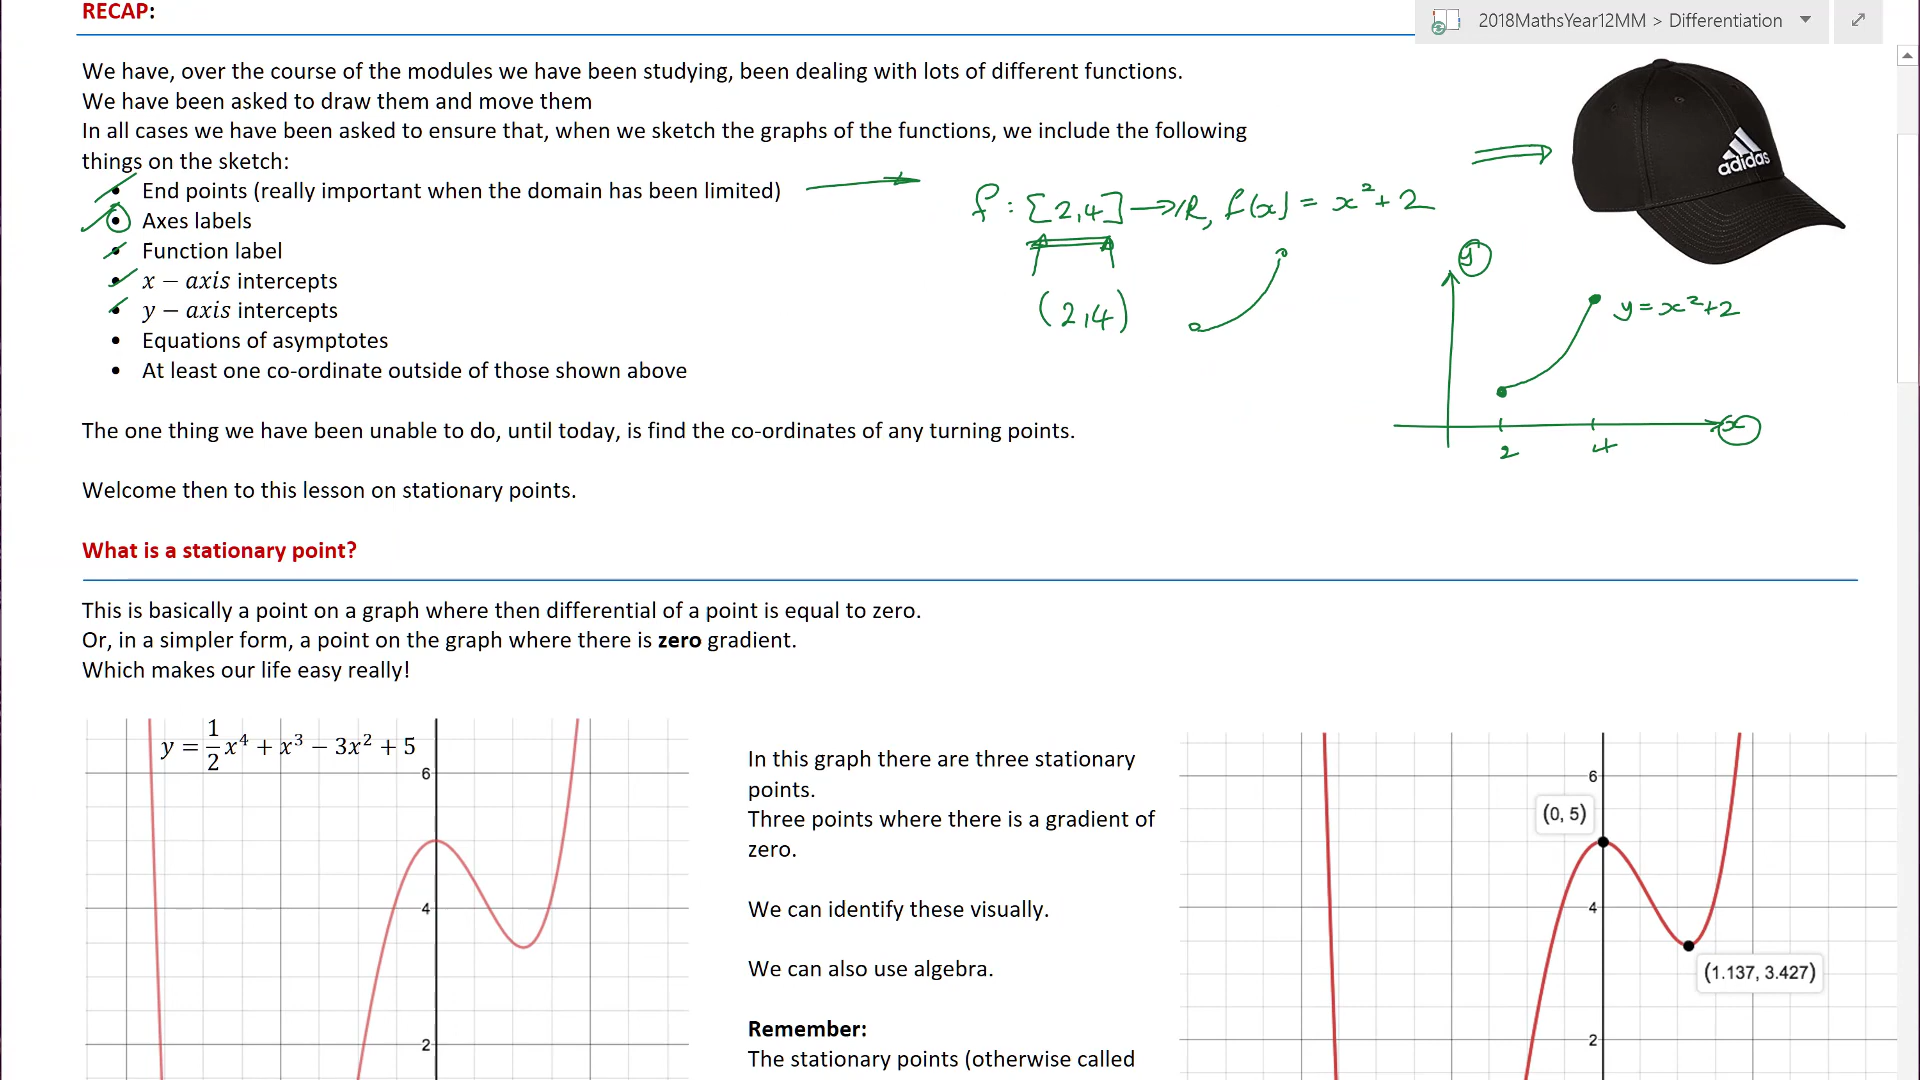 RECAP:
2018MathsYear12MM > Differentiation
We have, over the course of the modules we have been studying, been dealing with lots of different functions.
We have been asked to draw them and move them
In all cases we have been asked to ensure that, when we sketch the graphs of the functions, we include the following
things on the sketch:
• End points (really important when the domain has been limited)
• Axes labels
• Function label
• x – axis intercepts
• y – axis intercepts
• Equations of asymptotes
• At least one co-ordinate outside of those shown above
adidas
f : [2,4] → R, f(x) = x² + 2
(2,4)
y
y = x²+2
x
2 4
The one thing we have been unable to do, until today, is find the co-ordinates of any turning points.
Welcome then to this lesson on stationary points.
What is a stationary point?
This is basically a point on a graph where then differential of a point is equal to zero.
Or, in a simpler form, a point on the graph where there is zero gradient.
Which makes our life easy really!
y = 1/2 x⁴ + x³ − 3x² + 5
6
4
2
In this graph there are three stationary
points.
Three points where there is a gradient of
zero.
We can identify these visually.
We can also use algebra.
Remember:
The stationary points (otherwise called
6
(0, 5)
4
(1.137, 3.427)
2